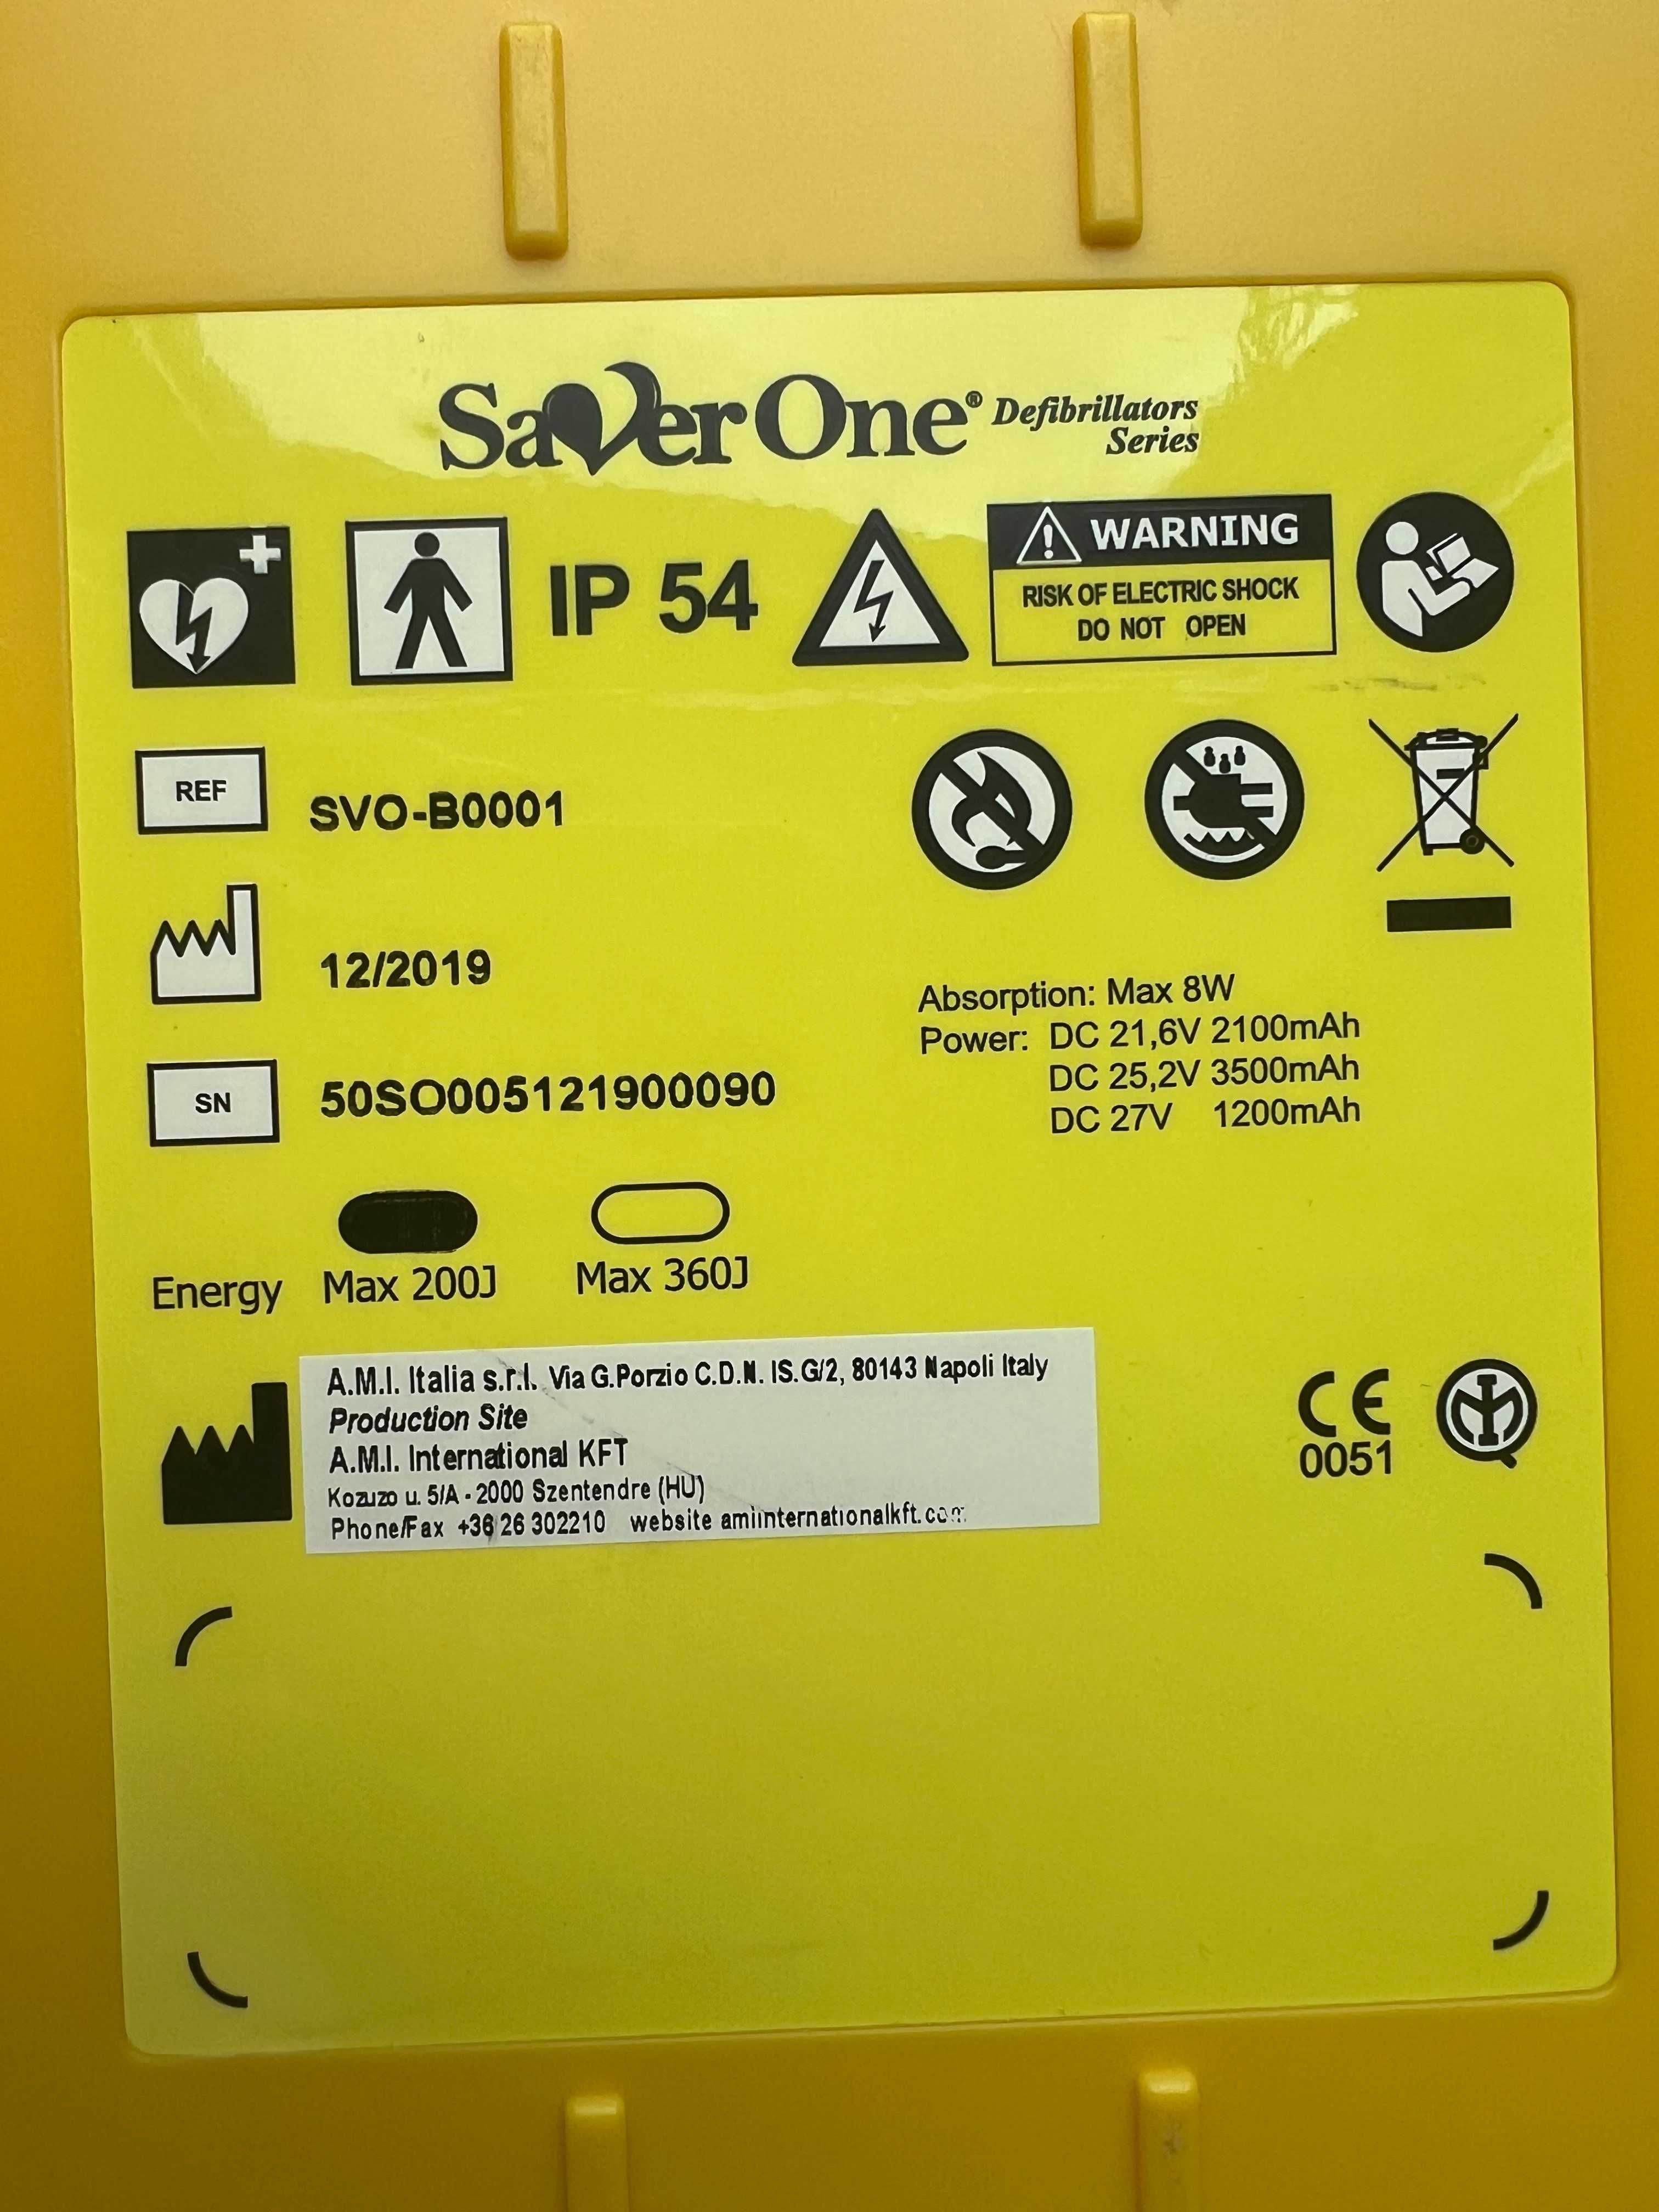 SaverOne® Defibrillators
Series
IP 54
WARNING
RISK OF ELECTRIC SHOCK
DO NOT OPEN
REF SVO-B0001
12/2019
SN 50SO005121900090
Absorption: Max 8W
Power: DC 21,6V 2100mAh
DC 25,2V 3500mAh
DC 27V 1200mAh
Energy Max 200J Max 360J
A.M.I. Italia s.r.l. Via G.Porzio C.D.N. IS.G/2, 80143 Napoli Italy
Production Site
A.M.I. International KFT
Kozuzo u. 5/A - 2000 Szentendre (HU)
Phone/Fax +36 26 302210 website amiinternationalkft.com
CE
0051